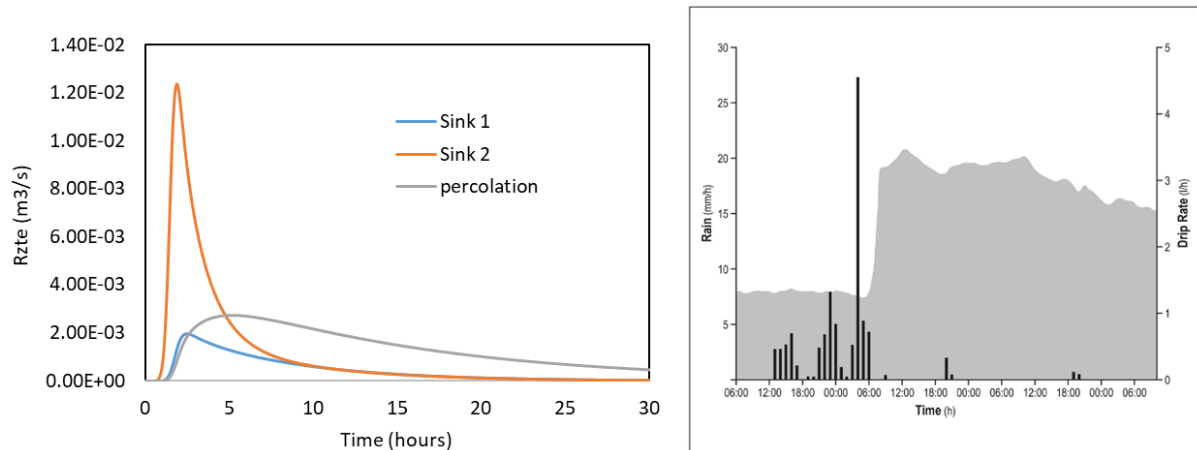 1.40E-02
1.20E-02
1.00E-02
8.00E-03
6.00E-03
4.00E-03
2.00E-03
0.00E+00
Rzte (m3/s)
Sink 1
Sink 2
percolation
0 5 10 15 20 25 30
Time (hours)
30
25
20
15
10
5
Rain (mm/h)
5
4
3
2
1
0
Drip Rate (l/h)
06:00 12:00 18:00 00:00 06:00 12:00 18:00 00:00 06:00 12:00 18:00 00:00 06:00
Time (h)